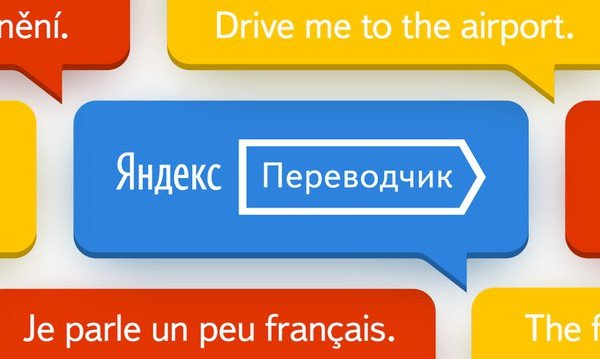 nění.
Drive me to the airport.
Яндекс Переводчик
Je parle un peu français.
The f